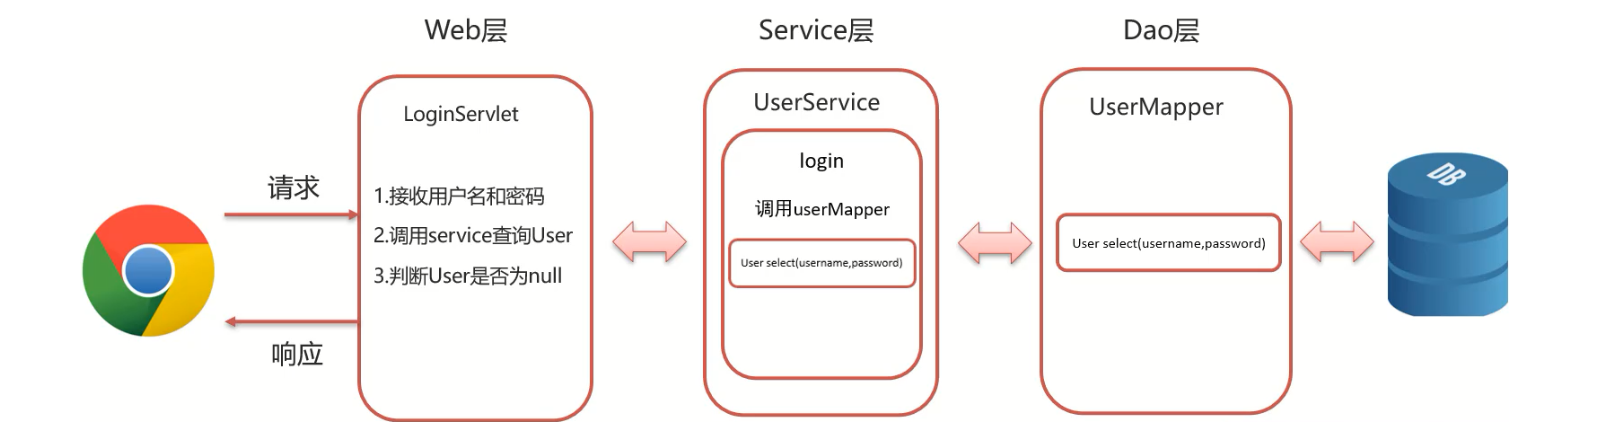 Web层
Service层
Dao层
请求
响应
LoginServlet
1.接收用户名和密码
2.调用service查询User
3.判断User是否为null
UserService
login
调用userMapper
User select(username,password)
UserMapper
User select(username,password)
DB